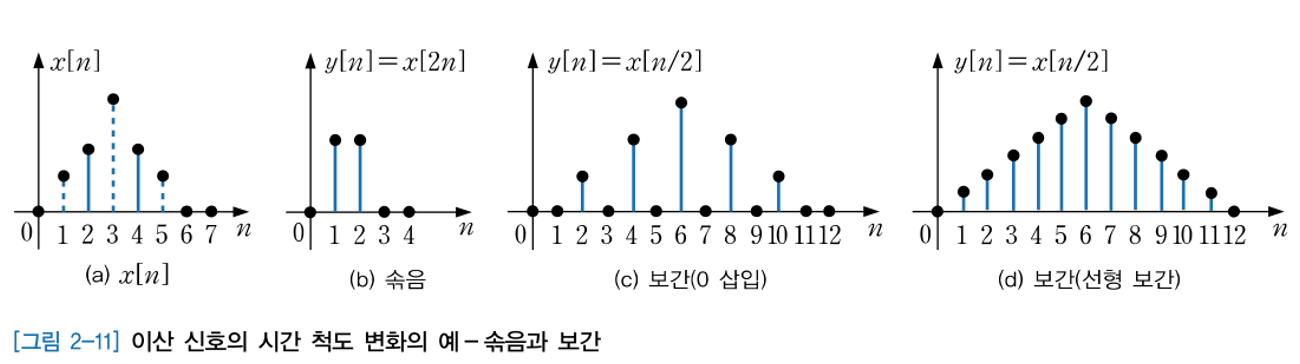 x[n]
0 1 2 3 4 5 6 7 n
(a) x[n]
y[n]=x[2n]
0 1 2 3 4 n
(b) 솎음
y[n]=x[n/2]
0 1 2 3 4 5 6 7 8 9 10 11 12 n
(c) 보간(0 삽입)
y[n]=x[n/2]
0 1 2 3 4 5 6 7 8 9 10 11 12 n
(d) 보간(선형 보간)
[그림 2-11] 이산 신호의 시간 척도 변화의 예 – 솎음과 보간